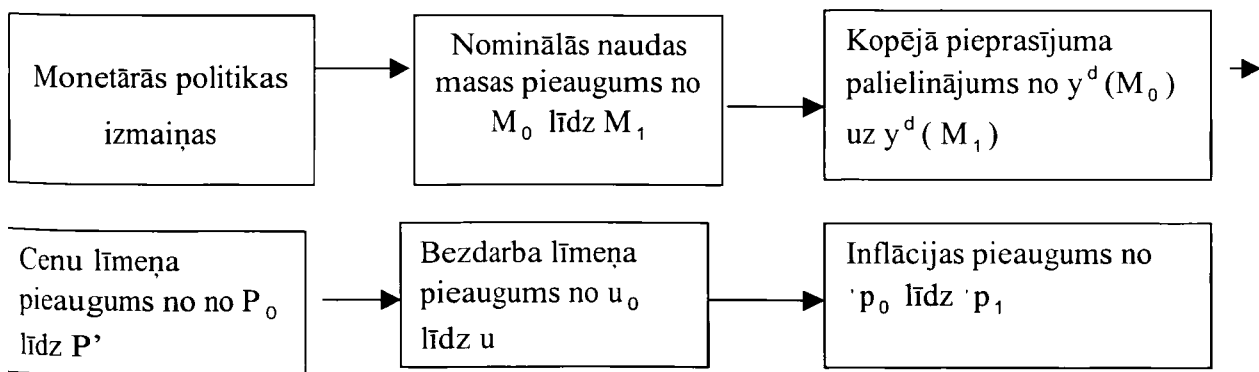 Monetārās politikas
izmaiņas
Nominālās naudas
masas pieaugums no
M₀ līdz M₁
Kopējā pieprasījuma
palielinājums no yᵈ (M₀)
uz yᵈ ( M₁)
Cenu līmeņa
pieaugums no no P₀
līdz P’
Bezdarba līmeņa
pieaugums no u₀
līdz u
Inflācijas pieaugums no
˙p₀ līdz ˙p₁